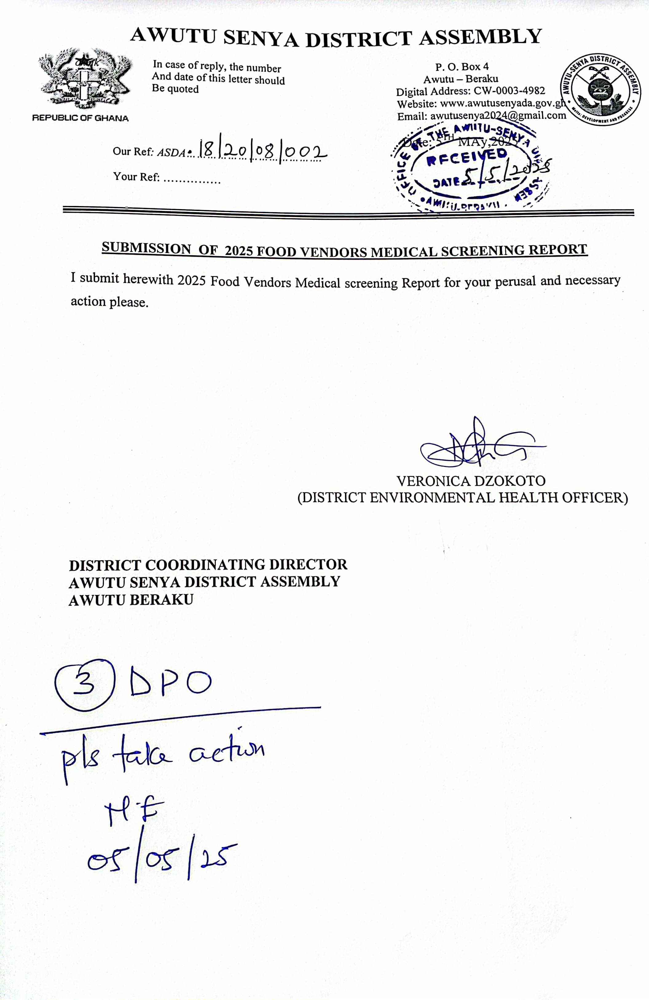 AWUTU SENYA DISTRICT ASSEMBLY
REPUBLIC OF GHANA
In case of reply, the number
And date of this letter should
Be quoted
P. O. Box 4
Awutu – Beraku
Digital Address: CW-0003-4982
Website: www.awutusenyada.gov.gh
Email: awutusenya2024@gmail.com
AWUTU-SENYA DISTRICT ASSEMBLY
Motto: DEVELOPMENT AND PROGRESS
Date: 5TH MAy,2025
OFFICE OF THE AWUTU-SENYA
RECEIVED
DATE 5/5/2025
Our Ref: ASDA 18/20/08/002
Your Ref: ...............
SUBMISSION OF 2025 FOOD VENDORS MEDICAL SCREENING REPORT
I submit herewith 2025 Food Vendors Medical screening Report for your perusal and necessary
action please.
VERONICA DZOKOTO
(DISTRICT ENVIRONMENTAL HEALTH OFFICER)
DISTRICT COORDINATING DIRECTOR
AWUTU SENYA DISTRICT ASSEMBLY
AWUTU BERAKU
3 DPO
pls take action
05/05/25